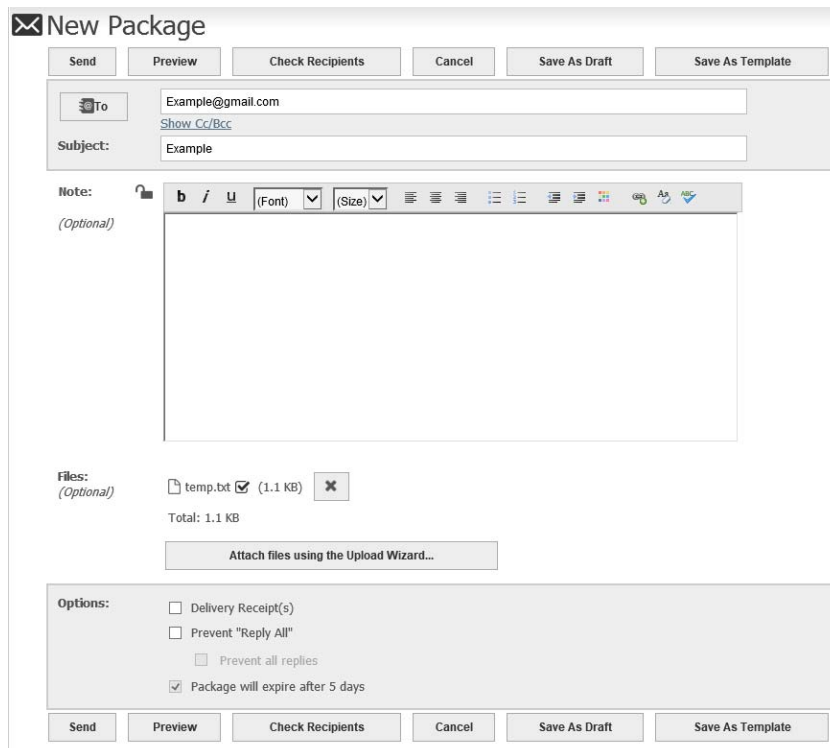 New Package
Send Preview Check Recipients Cancel Save As Draft Save As Template
To Example@gmail.com
Show Cc/Bcc
Subject: Example
Note: b i u (Font) (Size) ABC
(Optional)
Files:
(Optional) temp.txt (1.1 KB)
Total: 1.1 KB
Attach files using the Upload Wizard...
Options: Delivery Receipt(s)
Prevent "Reply All"
Prevent all replies
Package will expire after 5 days
Send Preview Check Recipients Cancel Save As Draft Save As Template